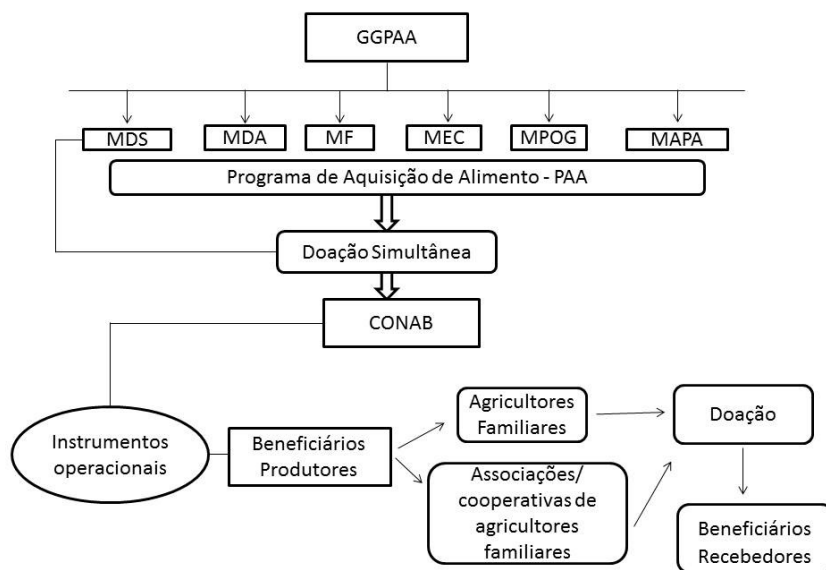 GGPAA
MDS
MDA
MF
MEC
MPOG
MAPA
Programa de Aquisição de Alimento - PAA
Doação Simultânea
CONAB
Instrumentos
operacionais
Beneficiários
Produtores
Agricultores
Familiares
Associações/
cooperativas de
agricultores
familiares
Doação
Beneficiários
Recebedores